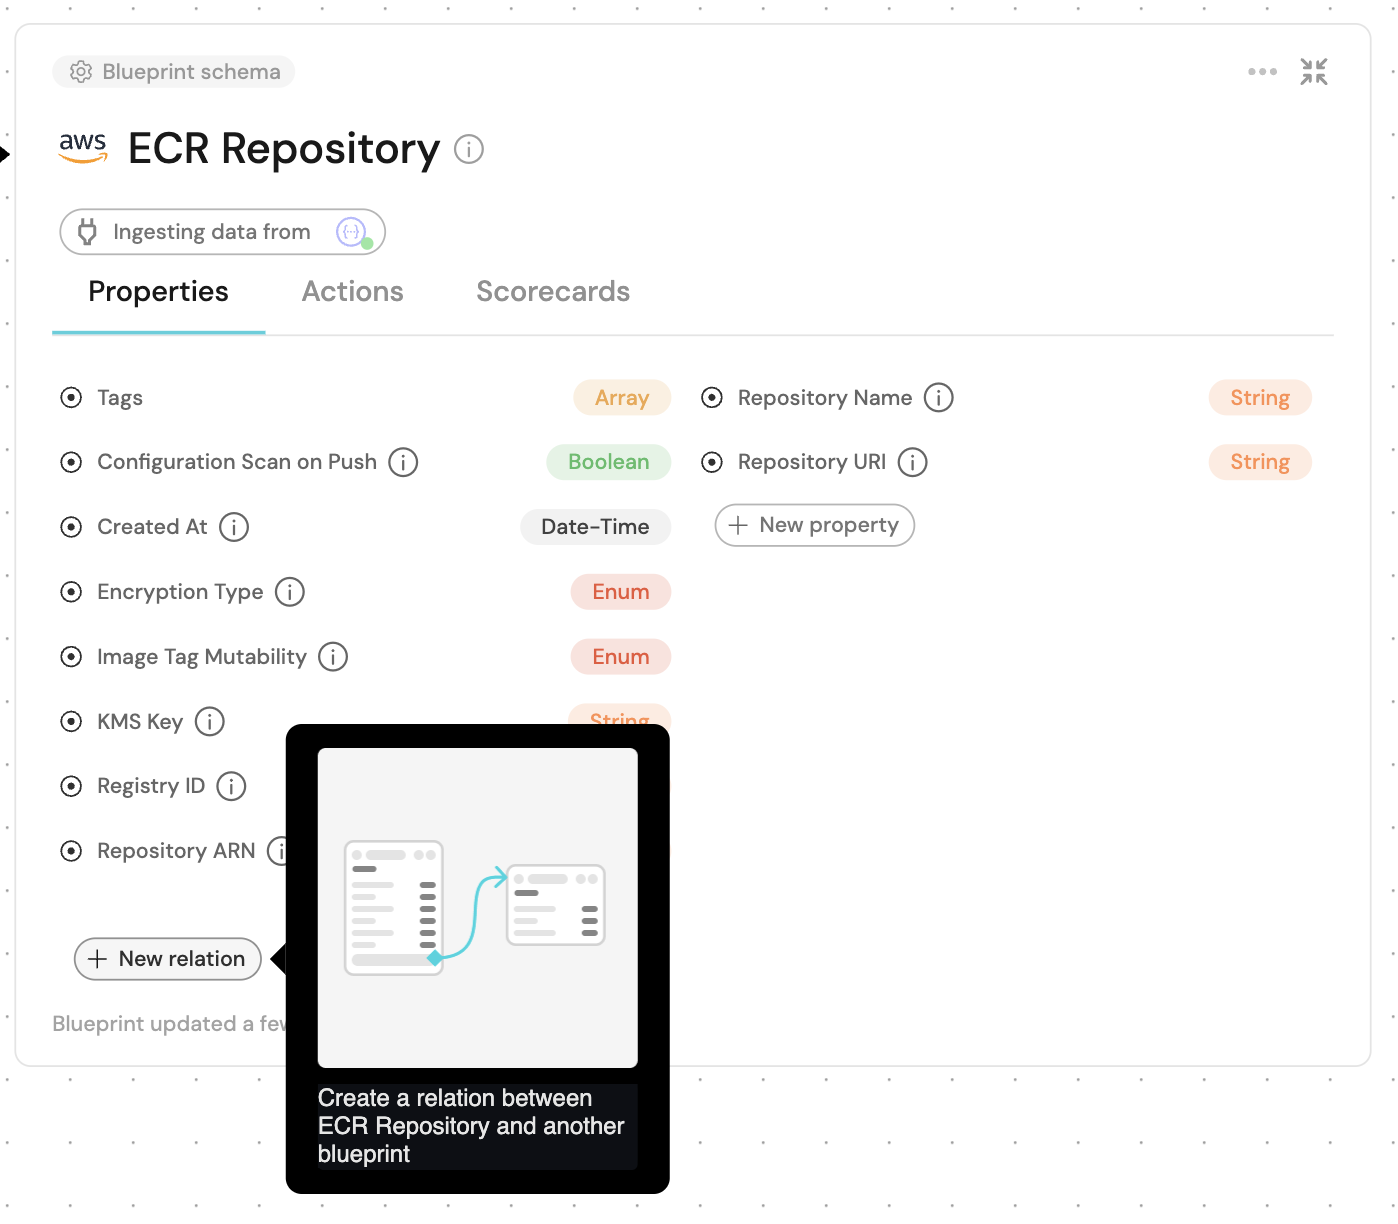 Blueprint schema
aws ECR Repository
Ingesting data from
Properties Actions Scorecards
Tags Array
Configuration Scan on Push Boolean
Created At Date-Time
Encryption Type Enum
Image Tag Mutability Enum
KMS Key String
Registry ID
Repository ARN
Repository Name String
Repository URI String
+ New property
+ New relation
Blueprint updated a few
Create a relation between
ECR Repository and another
blueprint